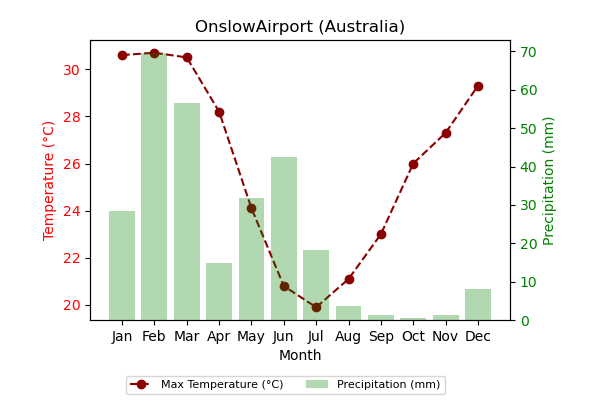 OnslowAirport (Australia)
Temperature (°C)
30
28
26
24
22
20
70
60
50
40
30
20
10
0
Precipitation (mm)
Jan Feb Mar Apr May Jun Jul Aug Sep Oct Nov Dec
Month
Max Temperature (°C) Precipitation (mm)